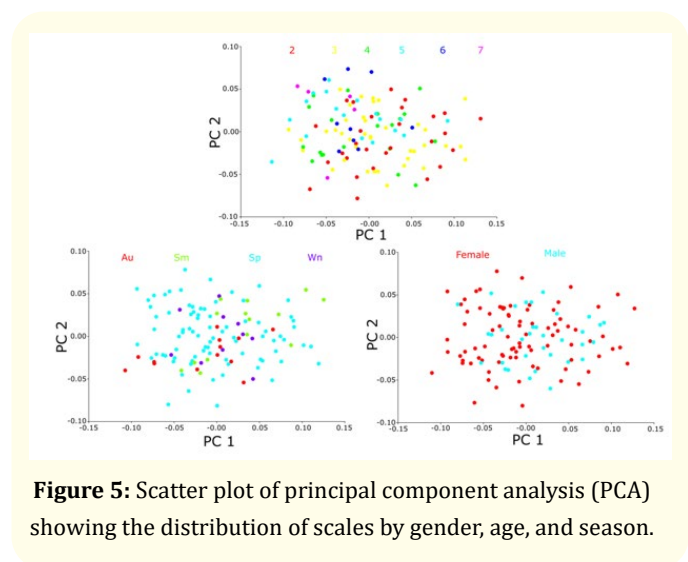 2 3 4 5 6 7
0.10
0.05
0.00
-0.05
-0.10
PC 2
-0.15 -0.10 -0.05 -0.00 0.05 0.10 0.15
PC 1
Au Sm Sp Wn
0.10
0.05
0.00
-0.05
-0.10
PC 2
-0.15 -0.10 -0.05 0.00 0.05 0.10 0.15
PC 1
Female Male
0.10
0.05
0.00
-0.05
-0.10
PC 2
-0.15 -0.10 -0.05 -0.00 0.05 0.10 0.15
PC 1
Figure 5: Scatter plot of principal component analysis (PCA)
showing the distribution of scales by gender, age, and season.